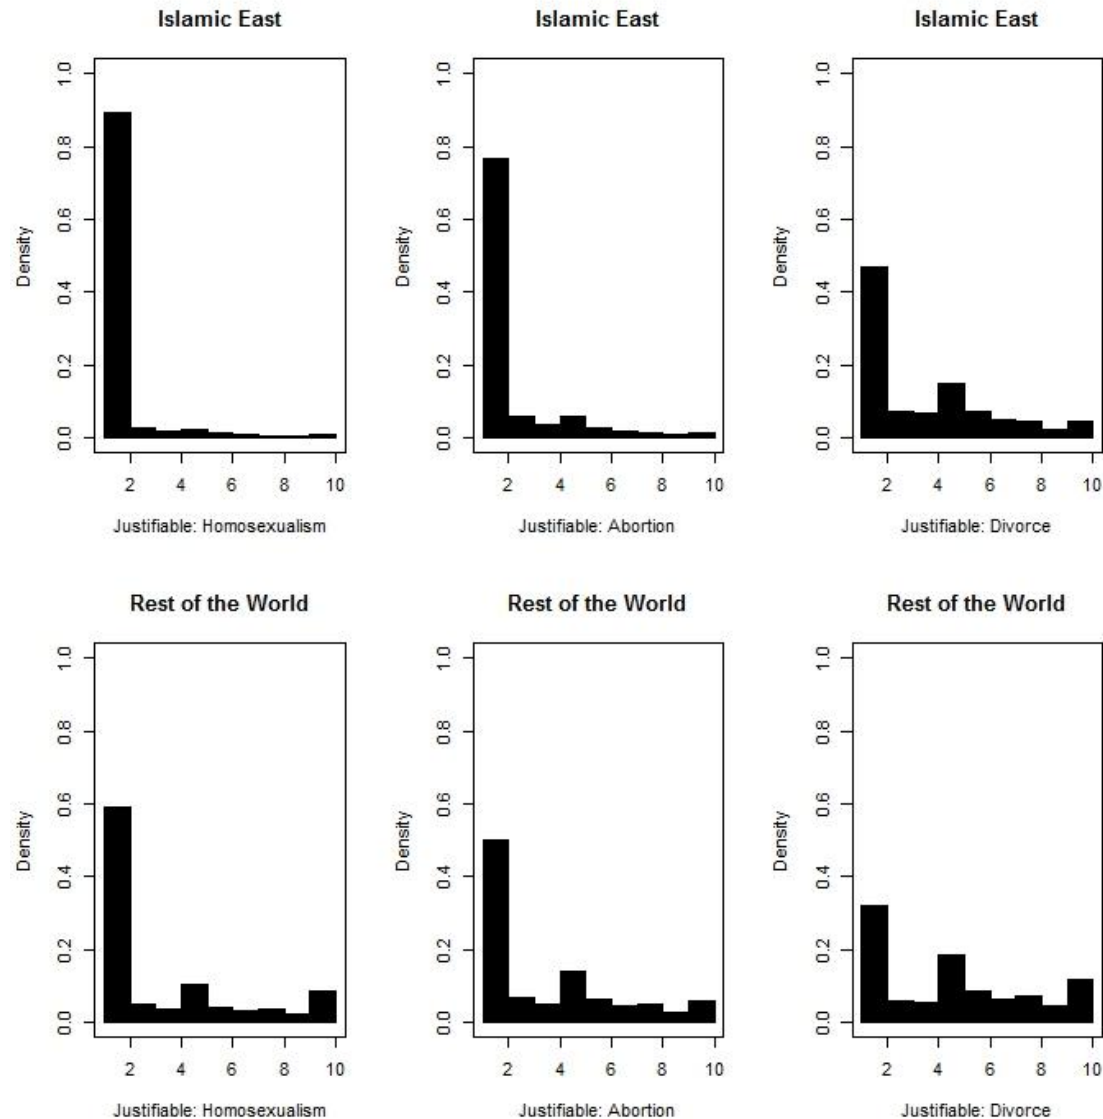 Islamic East
Islamic East
Islamic East
Density
1.0
0.8
0.6
0.4
0.2
0.0
2 4 6 8 10
Justifiable: Homosexualism
Density
1.0
0.8
0.6
0.4
0.2
0.0
2 4 6 8 10
Justifiable: Abortion
Density
1.0
0.8
0.6
0.4
0.2
0.0
2 4 6 8 10
Justifiable: Divorce
Rest of the World
Rest of the World
Rest of the World
Density
1.0
0.8
0.6
0.4
0.2
0.0
2 4 6 8 10
Justifiable: Homosexualism
Density
1.0
0.8
0.6
0.4
0.2
0.0
2 4 6 8 10
Justifiable: Abortion
Density
1.0
0.8
0.6
0.4
0.2
0.0
2 4 6 8 10
Justifiable: Divorce